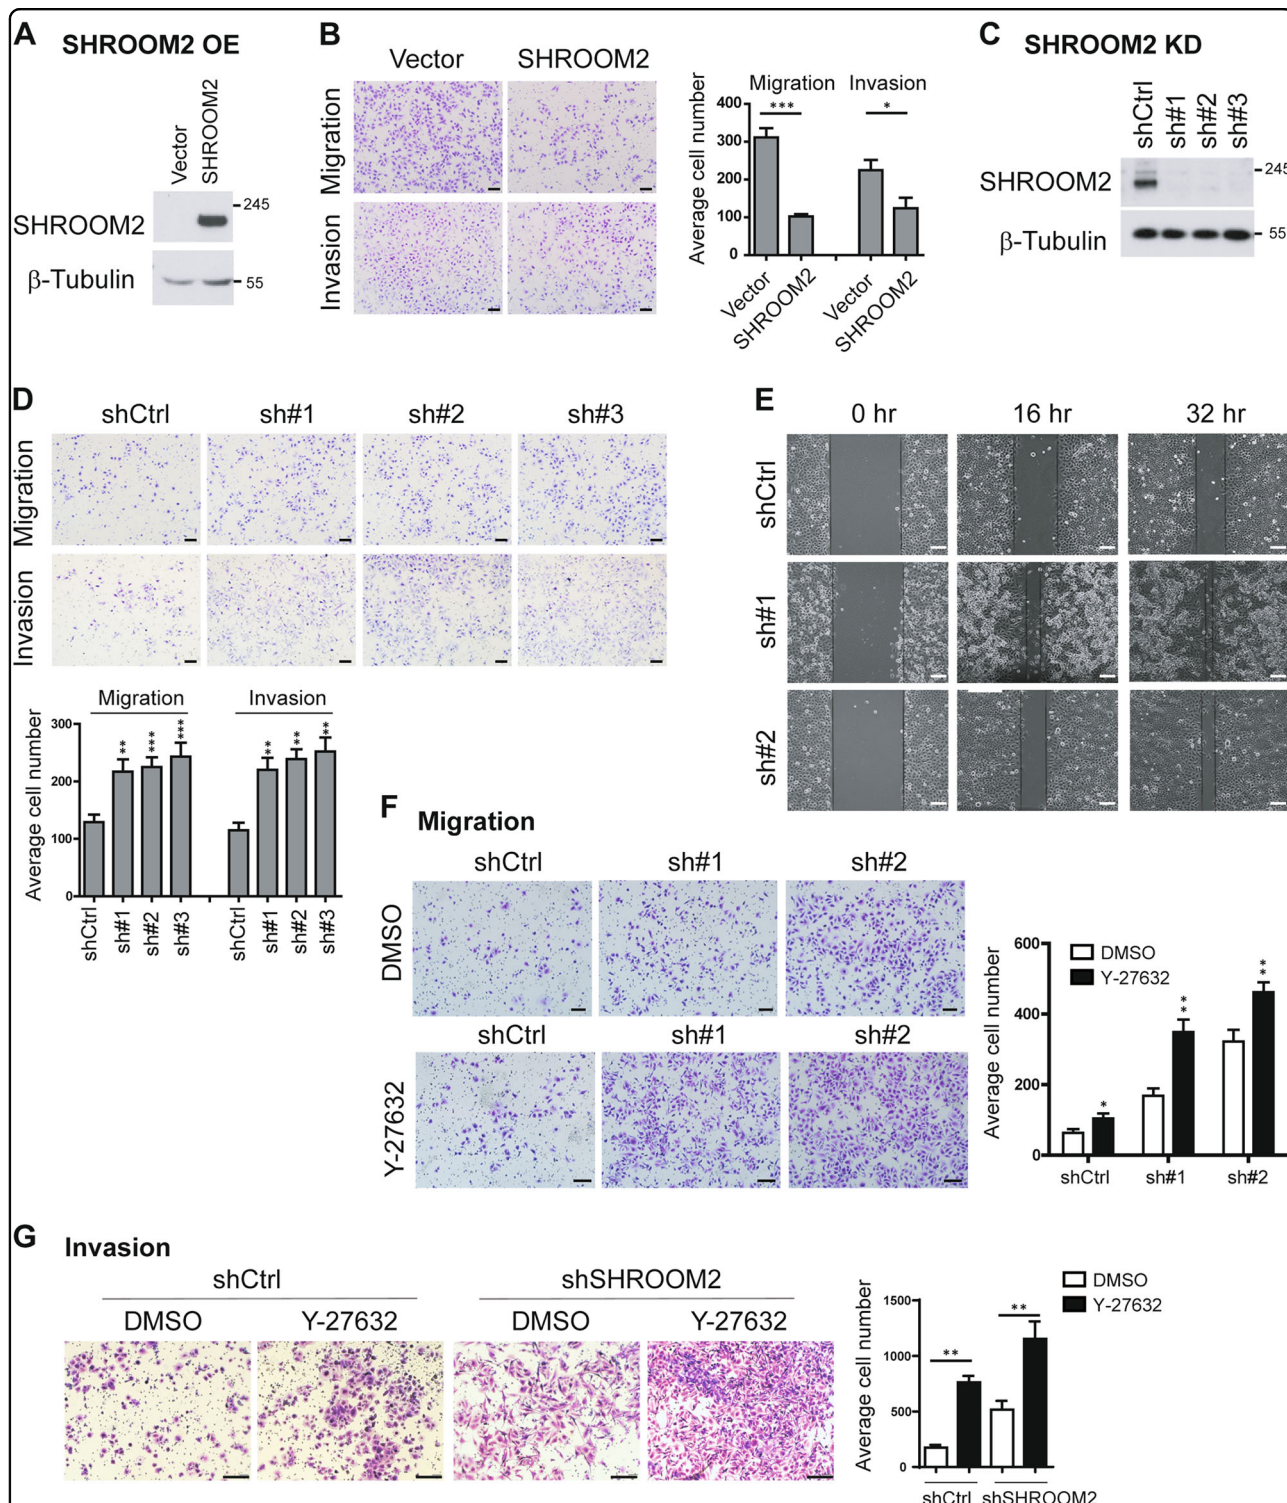 A SHROOM2 OE
Vector
SHROOM2
SHROOM2
245
β-Tubulin
55
B
Vector SHROOM2
Migration
Invasion
Migration Invasion
*** *
Average cell number
400
300
200
100
0
Vector
SHROOM2
Vector
SHROOM2
C SHROOM2 KD
shCtrl
sh#1
sh#2
sh#3
SHROOM2
245
β-Tubulin
55
D
shCtrl sh#1 sh#2 sh#3
Migration
Invasion
Migration Invasion
Average cell number
300
200
100
0
** *** *** ** ** **
shCtrl
sh#1
sh#2
sh#3
shCtrl
sh#1
sh#2
sh#3
E
0 hr 16 hr 32 hr
shCtrl
sh#1
sh#2
F Migration
shCtrl sh#1 sh#2
DMSO
shCtrl sh#1 sh#2
Y-27632
Average cell number
600
400
200
0
DMSO
Y-27632
* ** **
shCtrl sh#1 sh#2
G Invasion
shCtrl shSHROOM2
DMSO Y-27632 DMSO Y-27632
DMSO
Y-27632
Average cell number
1500
1000
500
0
** **
shCtrl shSHROOM2